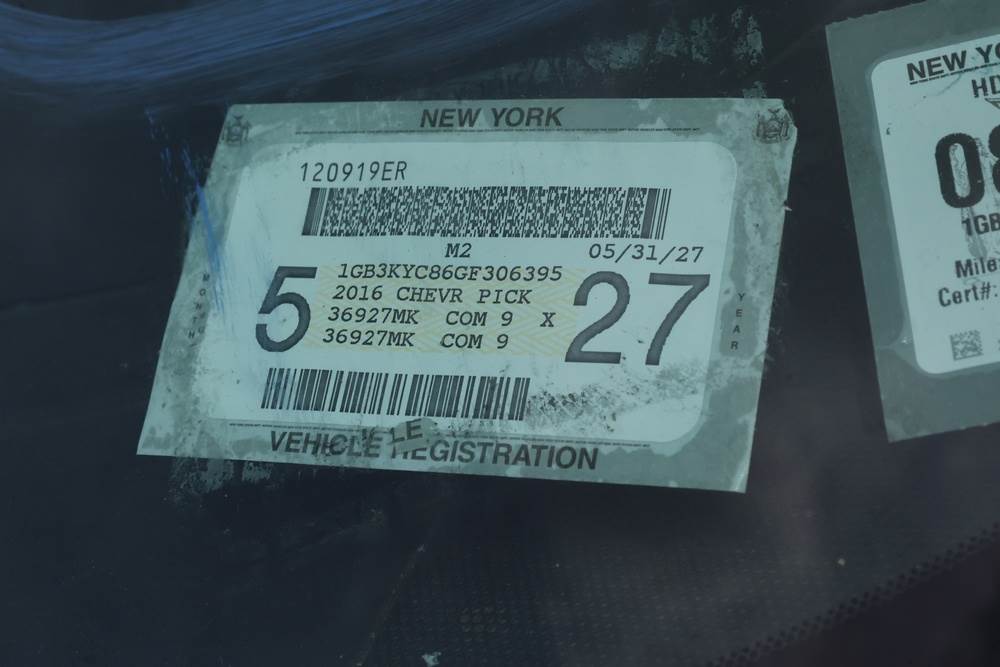 NEW YORK
120919ER
M2 05/31/27
1GB3KYC86GF306395
2016 CHEVR PICK
36927MK COM 9 X
36927MK COM 9
5 27
MONTH
YEAR
VEHICLE REGISTRATION
NEW YO
HD
08
1GB
Mile
Cert#: